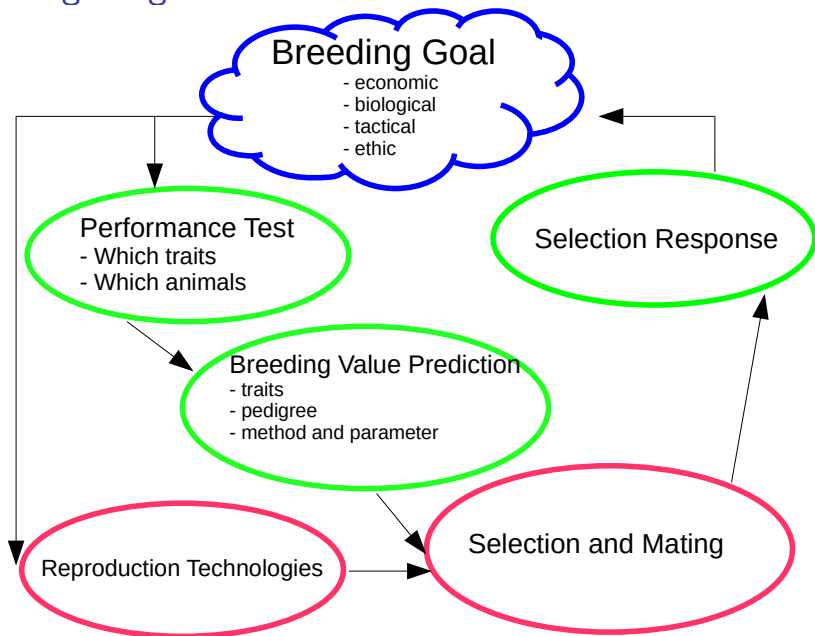 Breeding Goal
- economic
- biological
- tactical
- ethic
Performance Test
- Which traits
- Which animals
Selection Response
Breeding Value Prediction
- traits
- pedigree
- method and parameter
Selection and Mating
Reproduction Technologies